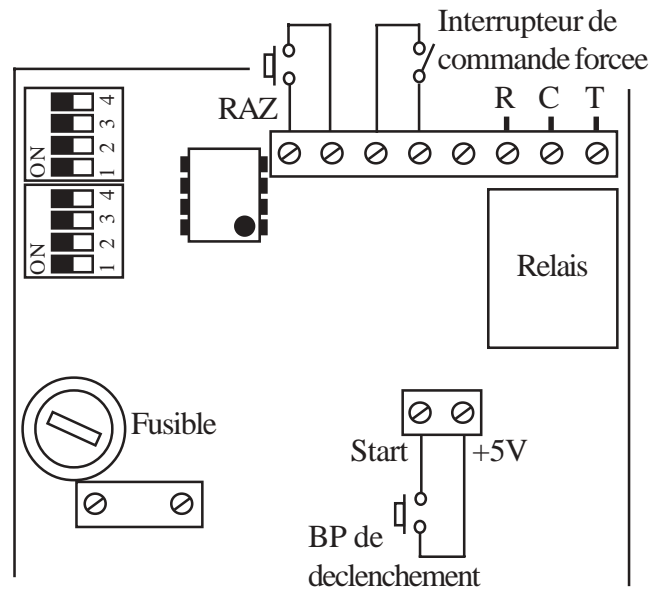 Interrupteur de
commande forcee
RAZ
R C T
ON
1 2 3 4
ON
1 2 3 4
Relais
Fusible
Start +5V
BP de
declenchement